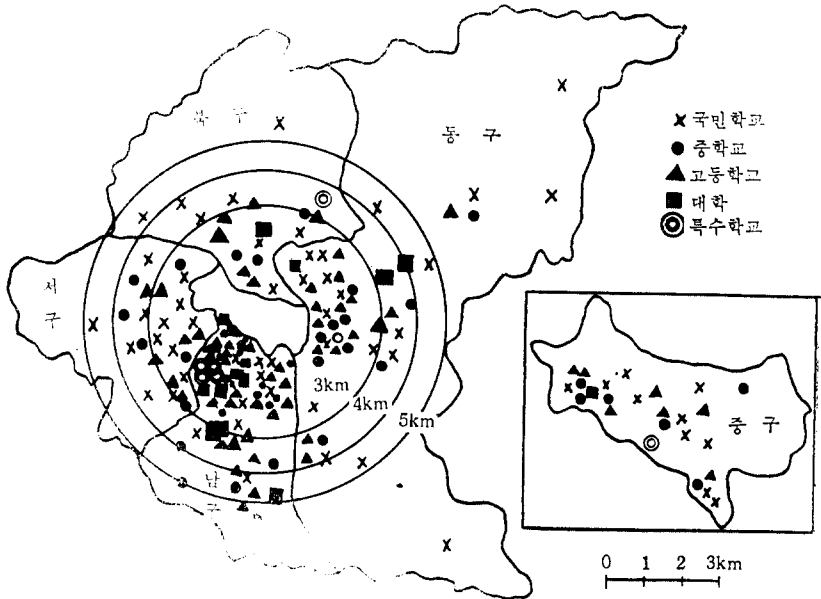 북 구
동 구
✗ 국민학교
● 중학교
▲ 고등학교
■ 대학
◎ 특수학교
서
구
3km
4km
5km
중 구
남
구
0 1 2 3km